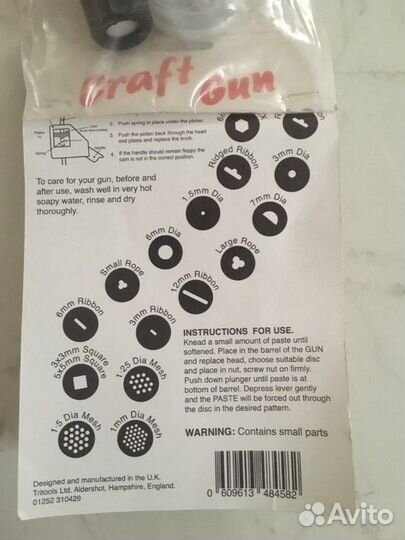 Craft Gun
2. Push spring in place under the plates.
3. Push the piston back through the head
and plates and replace the knob.
4. If the handle should remain floppy the
cam is not in the correct position.
Spring
Handle
To care for your gun, before and
after use, wash well in very hot
soapy water, rinse and dry
thoroughly.
Ridged Ribbon
3mm Dia
1.5mm Dia
7mm Dia
6mm Dia
Large Rope
Small Rope
12mm Ribbon
6mm Ribbon
3mm Ribbon
3x3mm Square
5x5mm Square
1.25 Dia Mesh
1.5 Dia Mesh
1mm Dia Mesh
INSTRUCTIONS FOR USE.
Knead a small amount of paste until
softened. Place in the barrel of the GUN
and replace head, choose suitable disc
and place in nut, screw nut on firmly.
Push down plunger until paste is at
bottom of barrel. Depress lever gently
and the PASTE will be forced out through
the disc in the desired pattern.
WARNING: Contains small parts
Designed and manufactured in the U.K.
Tritools Ltd. Aldershot, Hampshire, England.
01252 310429
0 609613 484582
Avito